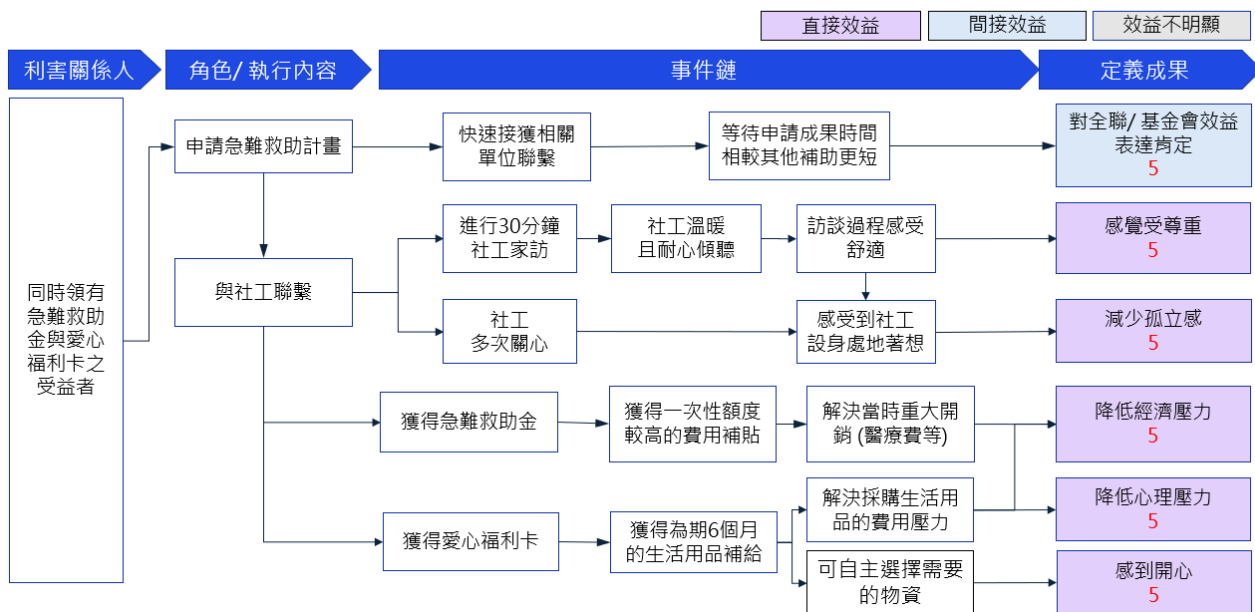 直接效益
間接效益
效益不明顯
利害關係人
角色/ 執行內容
事件鏈
定義成果
同時領有
急難救助
金與愛心
福利卡之
受益者
申請急難救助計畫
快速接獲相關
單位聯繫
等待申請成果時間
相較其他補助更短
對全聯/ 基金會效益
表達肯定
5
與社工聯繫
進行30分鐘
社工家訪
社工溫暖
且耐心傾聽
訪談過程感受
舒適
感覺受尊重
5
社工
多次關心
感受到社工
設身處地著想
減少孤立感
5
獲得急難救助金
獲得一次性額度
較高的費用補貼
解決當時重大開
銷 (醫療費等)
降低經濟壓力
5
獲得愛心福利卡
獲得為期6個月
的生活用品補給
解決採購生活用
品的費用壓力
降低心理壓力
5
可自主選擇需要
的物資
感到開心
5